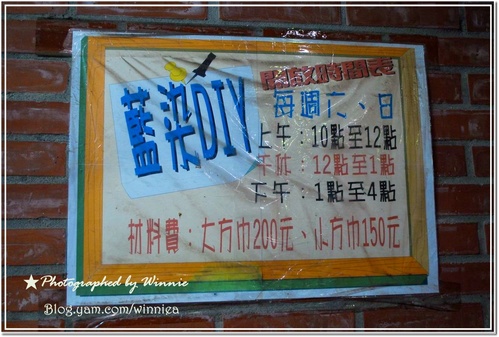 藍染DIY
開放時間表
每週六、日
上午：10點至12點
午休：12點至1點
下午：1點至4點
材料費：大方巾200元、小方巾150元
★Photographed by Winnie
Blog.yam.com/winniea